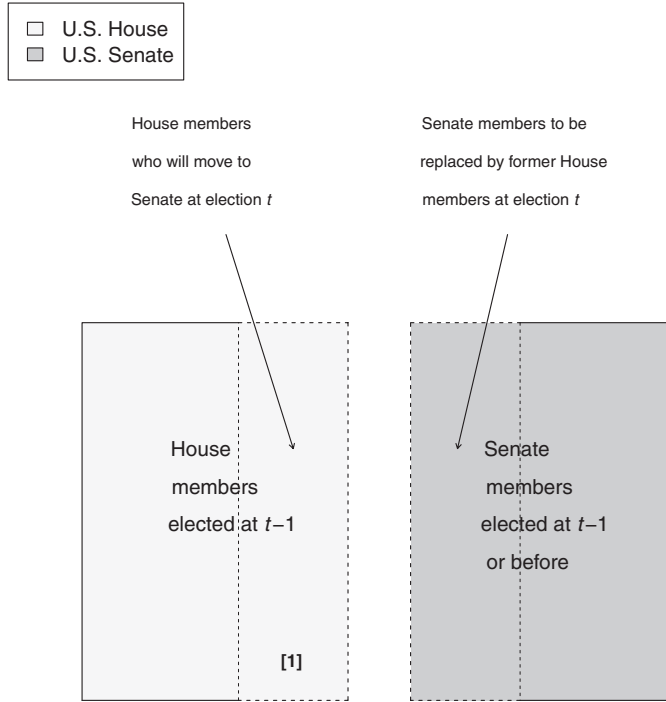 U.S. House
U.S. Senate
House members
who will move to
Senate at election t
Senate members to be
replaced by former House
members at election t
House
members
elected at t−1
Senate
members
elected at t−1
or before
[1]